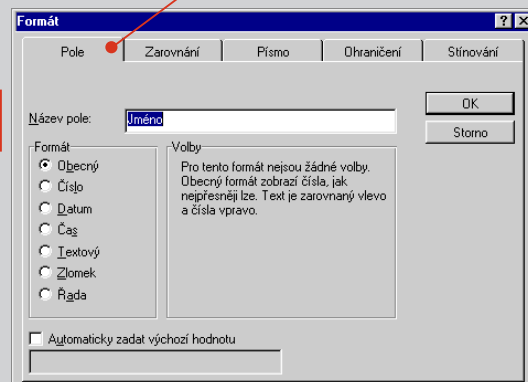 Formát
Pole Zarovnání Písmo Ohraničení Stínování
Název pole: Jméno
OK
Storno
Formát
Obecný
Číslo
Datum
Čas
Textový
Zlomek
Řada
Volby
Pro tento formát nejsou žádné volby.
Obecný formát zobrazí čísla, jak
nejpřesněji lze. Text je zarovnaný vlevo
a čísla vpravo.
Automaticky zadat výchozí hodnotu